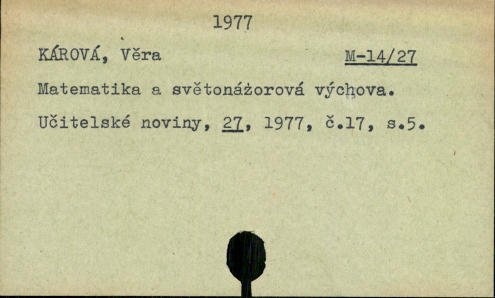 1977
KÁROVÁ, Věra M-14/27
Matematika a světonázorová výchova.
Učitelské noviny, 27, 1977, č.17, s.5.